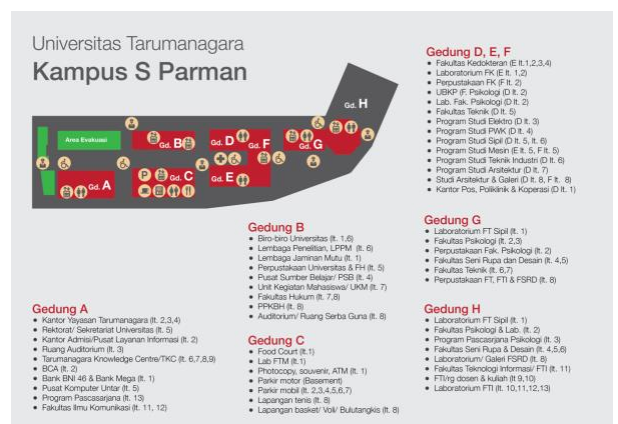 Universitas Tarumanagara
Kampus S Parman
Area Evakuasi
Gd. A
Gd. B
Gd. C
Gd. D
Gd. E
Gd. F
Gd. G
Gd. H
P
Gedung A
• Kantor Yayasan Tarumanagara (lt. 2,3,4)
• Rektorat/ Sekretariat Universitas (lt. 5)
• Kantor Admisi/Pusat Layanan Informasi (lt. 2)
• Ruang Auditorium (lt. 3)
• Tarumanagara Knowledge Centre/TKC (lt. 6,7,8,9)
• BCA (lt. 2)
• Bank BNI 46 & Bank Mega (lt. 1)
• Pusat Komputer Untar (lt. 5)
• Program Pascasarjana (lt. 13)
• Fakultas Ilmu Komunikasi (lt. 11, 12)
Gedung B
• Biro-biro Universitas (lt. 1,6)
• Lembaga Penelitian, LPPM (lt. 6)
• Lembaga Jaminan Mutu (lt. 1)
• Perpustakaan Universitas & FH (lt. 5)
• Pusat Sumber Belajar/ PSB (lt. 4)
• Unit Kegiatan Mahasiswa/ UKM (lt. 7)
• Fakultas Hukum (lt. 7,8)
• PPKBH (lt. 8)
• Auditorium/ Ruang Serba Guna (lt. 8)
Gedung C
• Food Court (lt.1)
• Lab FTM (lt.1)
• Photocopy, souvenir, ATM (lt. 1)
• Parkir motor (Basement)
• Parkir mobil (lt. 2,3,4,5,6,7)
• Lapangan tenis (lt. 8)
• Lapangan basket/ Voli/ Bulutangkis (lt. 8)
Gedung D, E, F
• Fakultas Kedokteran (E lt.1,2,3,4)
• Laboratorium FK (E lt. 1,2)
• Perpustakaan FK (F lt. 2)
• UBKP (F. Psikologi (D lt. 2)
• Lab. Fak. Psikologi (D lt. 2)
• Fakultas Teknik (D lt. 5)
• Program Studi Elektro (D lt. 3)
• Program Studi PWK (D lt. 4)
• Program Studi Sipil (D lt. 5, lt. 6)
• Program Studi Mesin (E lt. 5, F lt. 5)
• Program Studi Teknik Industri (D lt. 6)
• Program Studi Arsitektur (D lt. 7)
• Studi Arsitektur & Galeri (D lt. 8, F lt. 8)
• Kantor Pos, Poliklinik & Koperasi (D lt. 1)
Gedung G
• Laboratorium FT Sipil (lt. 1)
• Fakultas Psikologi (lt. 2,3)
• Perpustakaan Fak. Psikologi (lt. 2)
• Fakultas Seni Rupa dan Desain (lt. 4,5)
• Fakultas Teknik (lt. 6,7)
• Perpustakaan FT, FTI & FSRD (lt. 8)
Gedung H
• Laboratorium FT Sipil (lt. 1)
• Fakultas Psikologi & Lab. (lt. 2)
• Program Pascasrjana Psikologi (lt. 3)
• Fakultas Seni Rupa & Desain (lt. 4,5,6)
• Laboratorium/ Galeri FSRD (lt. 8)
• Fakultas Teknologi Informasi/ FTI (lt. 11)
• FTI/rg dosen & kuliah (lt 9,10)
• Laboratorium FTI (lt. 10,11,12,13)